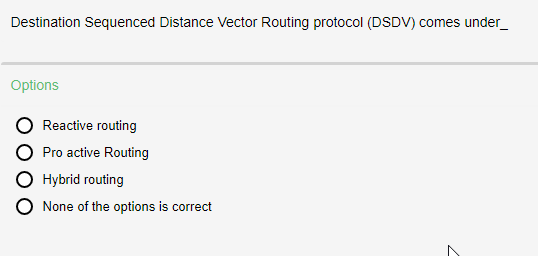 Destination Sequenced Distance Vector Routing protocol (DSDV) comes under_
Options
Reactive routing
Pro active Routing
Hybrid routing
None of the options is correct